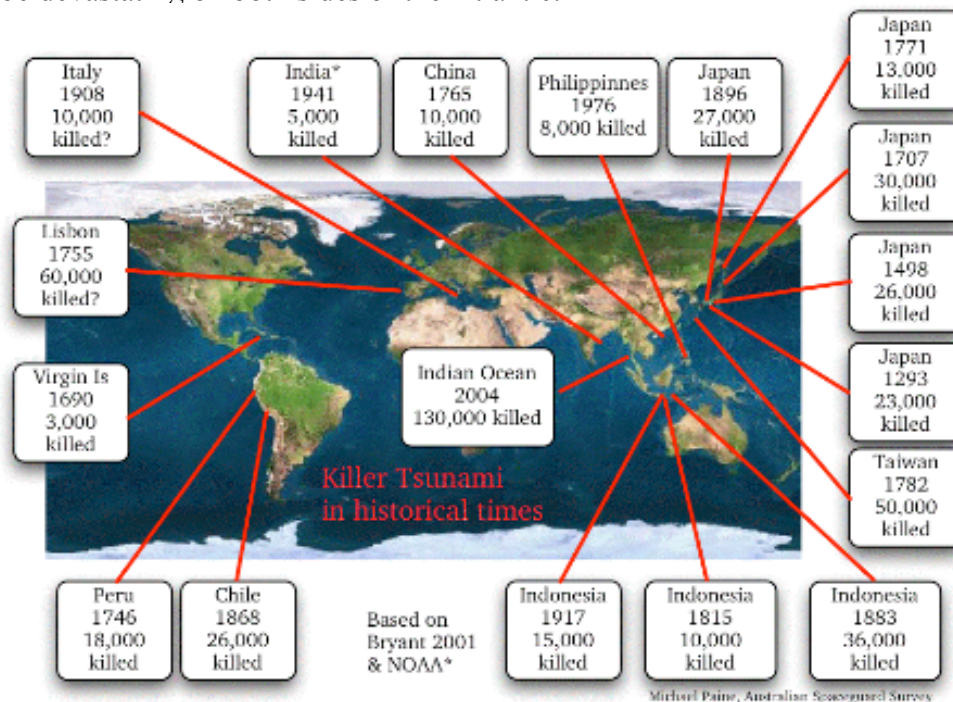 Japan
1771
13,000
killed
Italy
1908
10,000
killed?
India*
1941
5,000
killed
China
1765
10,000
killed
Philippinnes
1976
8,000 killed
Japan
1896
27,000
killed
Japan
1707
30,000
killed
Lisbon
1755
60,000
killed?
Japan
1498
26,000
killed
Virgin Is
1690
3,000
killed
Indian Ocean
2004
130,000 killed
Japan
1293
23,000
killed
Killer Tsunami
in historical times
Taiwan
1782
50,000
killed
Peru
1746
18,000
killed
Chile
1868
26,000
killed
Based on
Bryant 2001
& NOAA*
Indonesia
1917
15,000
killed
Indonesia
1815
10,000
killed
Indonesia
1883
36,000
killed
Michael Paine, Australian Spaceguard Survey